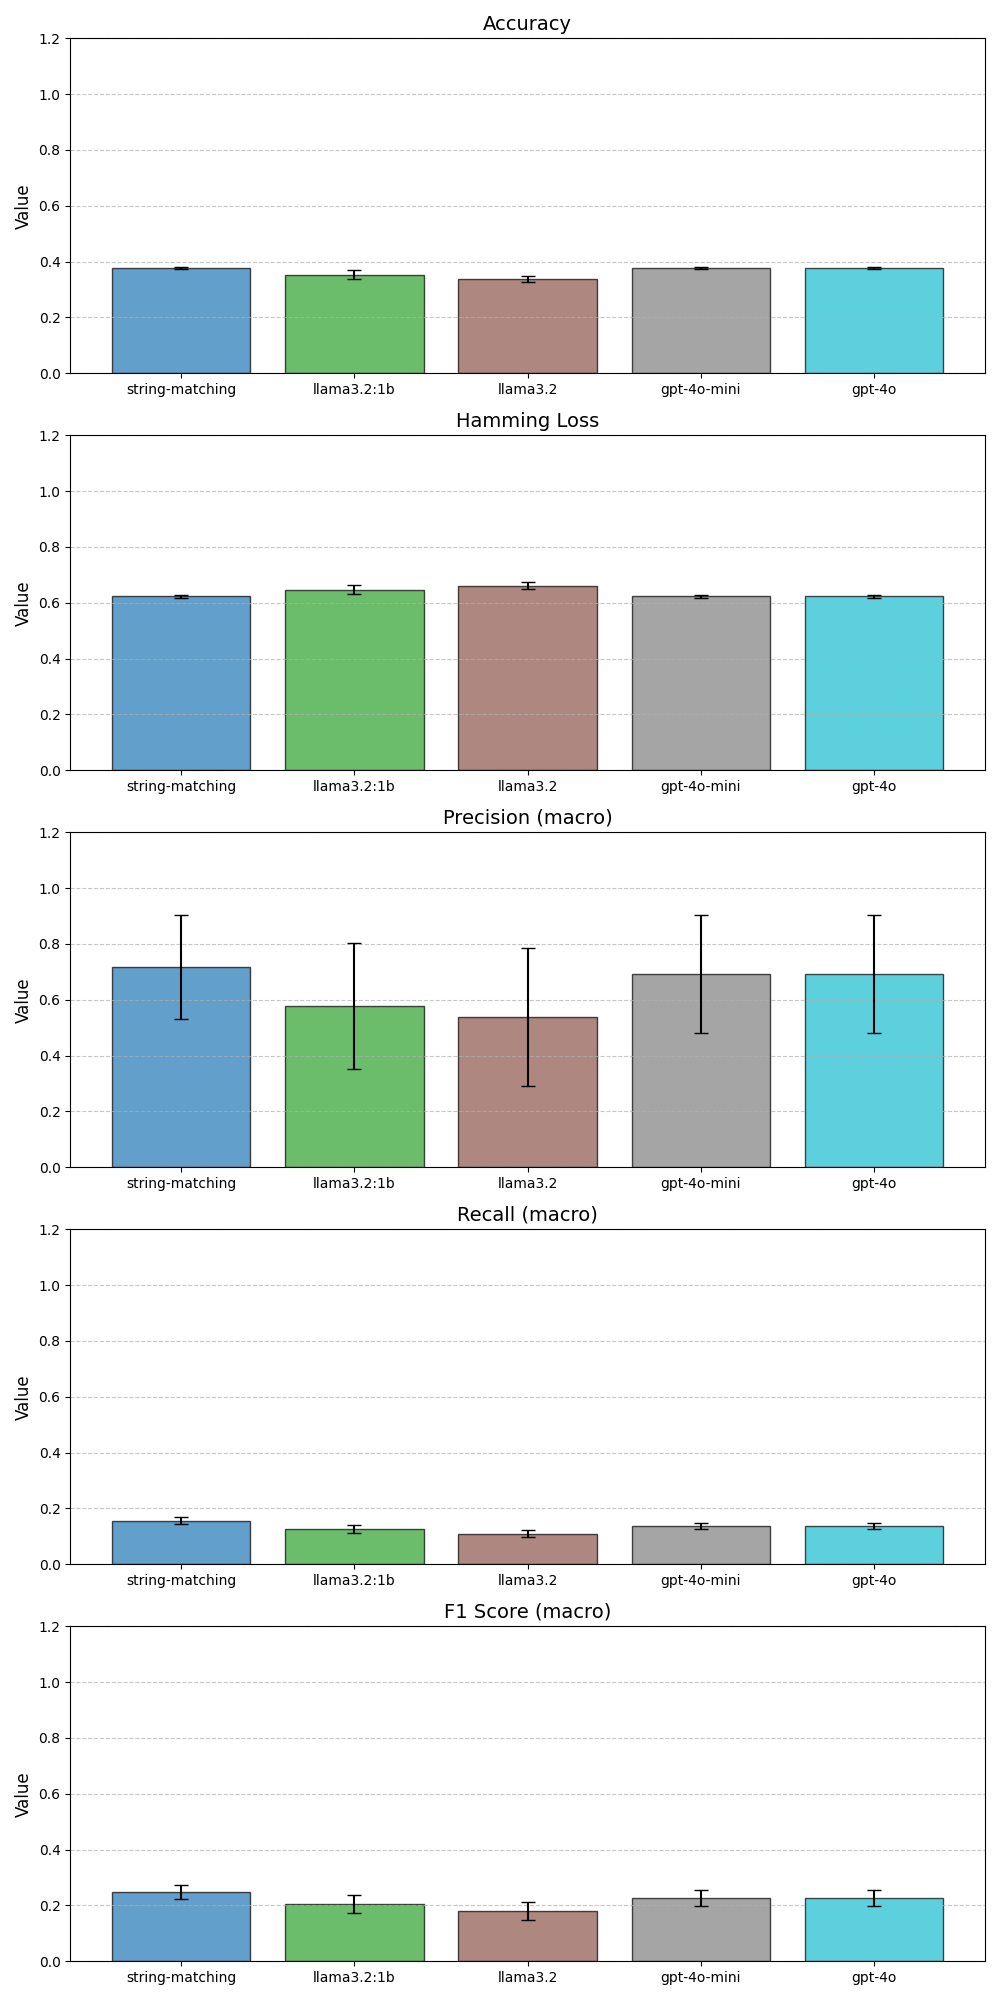 Accuracy
1.2
1.0
0.8
0.6
0.4
0.2
0.0
Value
string-matching
llama3.2:1b
llama3.2
gpt-4o-mini
gpt-4o
Hamming Loss
1.2
1.0
0.8
0.6
0.4
0.2
0.0
Value
string-matching
llama3.2:1b
llama3.2
gpt-4o-mini
gpt-4o
Precision (macro)
1.2
1.0
0.8
0.6
0.4
0.2
0.0
Value
string-matching
llama3.2:1b
llama3.2
gpt-4o-mini
gpt-4o
Recall (macro)
1.2
1.0
0.8
0.6
0.4
0.2
0.0
Value
string-matching
llama3.2:1b
llama3.2
gpt-4o-mini
gpt-4o
F1 Score (macro)
1.2
1.0
0.8
0.6
0.4
0.2
0.0
Value
string-matching
llama3.2:1b
llama3.2
gpt-4o-mini
gpt-4o